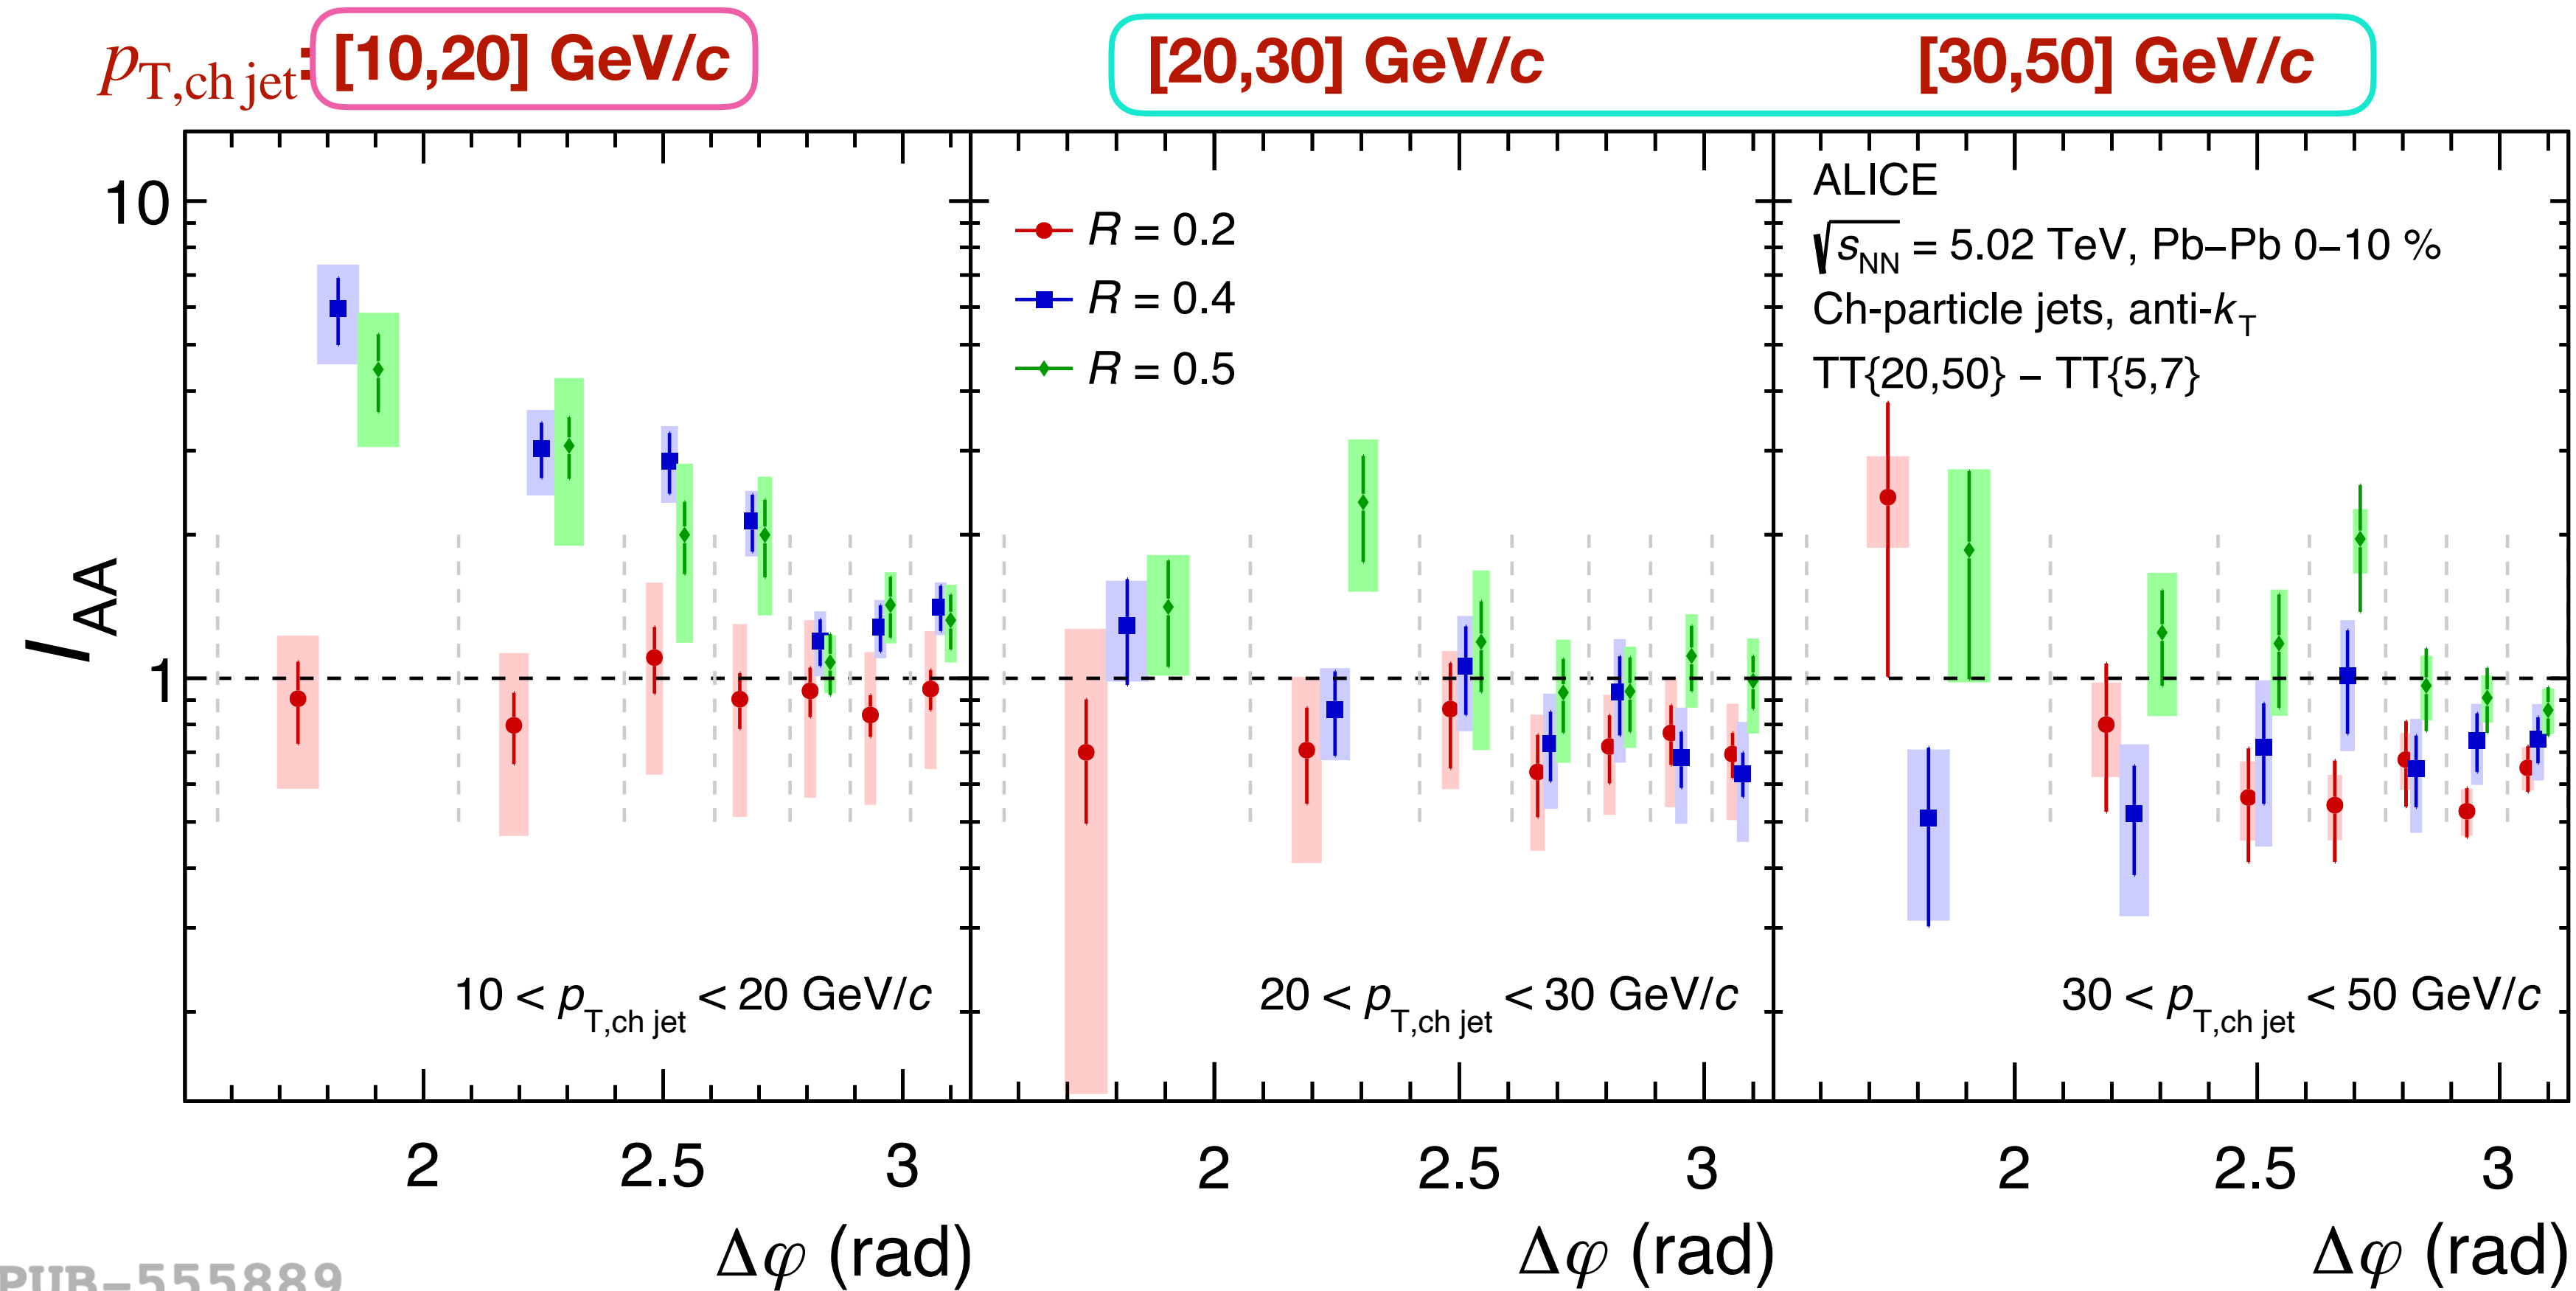 p_T,ch jet: [10,20] GeV/c [20,30] GeV/c [30,50] GeV/c
10
1
I_AA
R = 0.2
R = 0.4
R = 0.5
ALICE
√s_NN = 5.02 TeV, Pb–Pb 0–10 %
Ch-particle jets, anti-k_T
TT{20,50} – TT{5,7}
10 < p_T,ch jet < 20 GeV/c
20 < p_T,ch jet < 30 GeV/c
30 < p_T,ch jet < 50 GeV/c
2 2.5 3 2 2.5 3 2 2.5 3
Δφ (rad) Δφ (rad) Δφ (rad)
PUB–555889